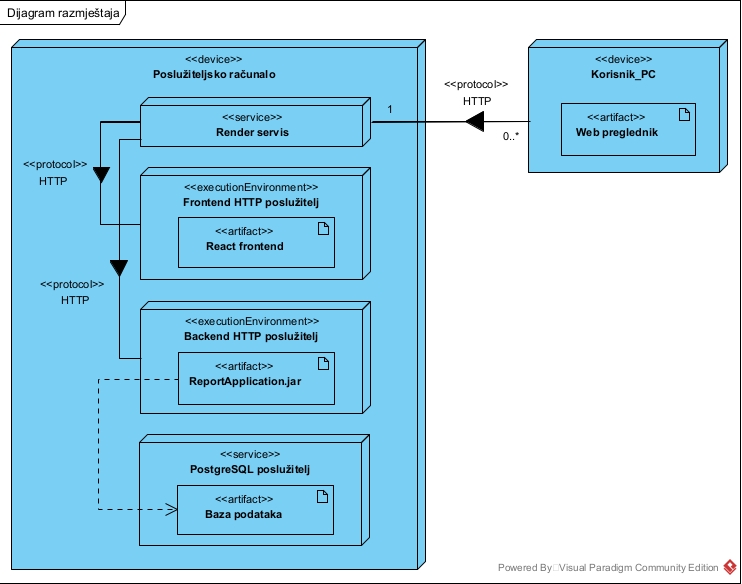 Dijagram razmještaja
<<device>>
Poslužiteljsko računalo
<<service>>
Render servis
<<protocol>>
HTTP
<<executionEnvironment>>
Frontend HTTP poslužitelj
<<artifact>>
React frontend
<<protocol>>
HTTP
<<executionEnvironment>>
Backend HTTP poslužitelj
<<artifact>>
ReportApplication.jar
<<service>>
PostgreSQL poslužitelj
<<artifact>>
Baza podataka
1
<<protocol>>
HTTP
0..*
<<device>>
Korisnik_PC
<<artifact>>
Web preglednik
Powered By Visual Paradigm Community Edition